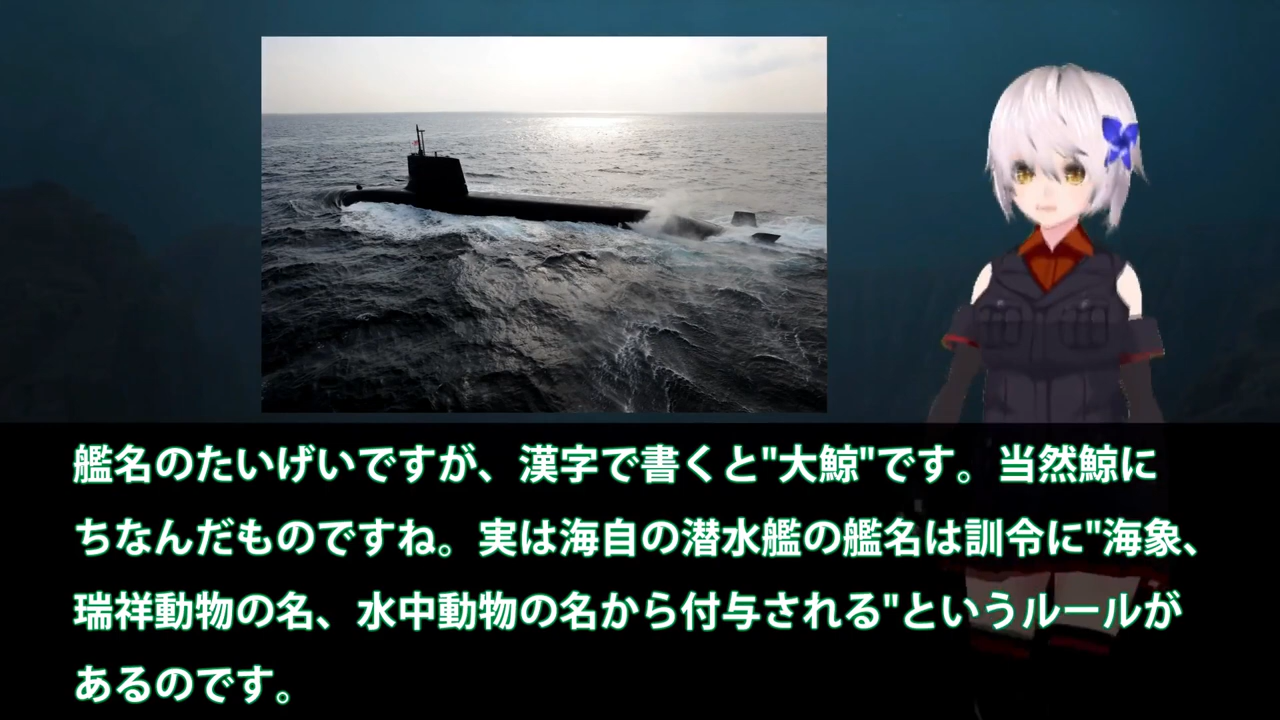 艦名のたいげいですが、漢字で書くと"大鯨"です。当然鯨に
ちなんだものですね。実は海自の潜水艦の艦名は訓令に"海象、
瑞祥動物の名、水中動物の名から付与される"というルールが
あるのです。